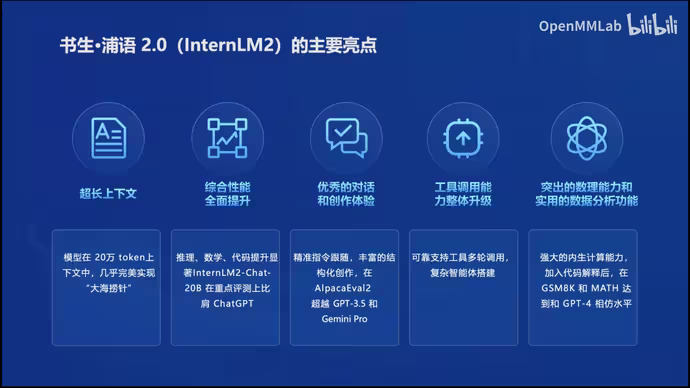 OpenMMLab bilibili
书生·浦语 2.0（InternLM2）的主要亮点
超长上下文
模型在 20万 token上
下文中，几乎完美实现
“大海捞针”
综合性能
全面提升
推理、数学、代码提升显
著InternLM2-Chat-
20B 在重点评测上比
肩 ChatGPT
优秀的对话
和创作体验
精准指令跟随，丰富的结
构化创作，在
AlpacaEval2
超越 GPT-3.5 和
Gemini Pro
工具调用能
力整体升级
可靠支持工具多轮调用，
复杂智能体搭建
突出的数理能力和
实用的数据分析功能
强大的内生计算能力，
加入代码解释后，在
GSM8K 和 MATH 达
到和 GPT-4 相仿水平